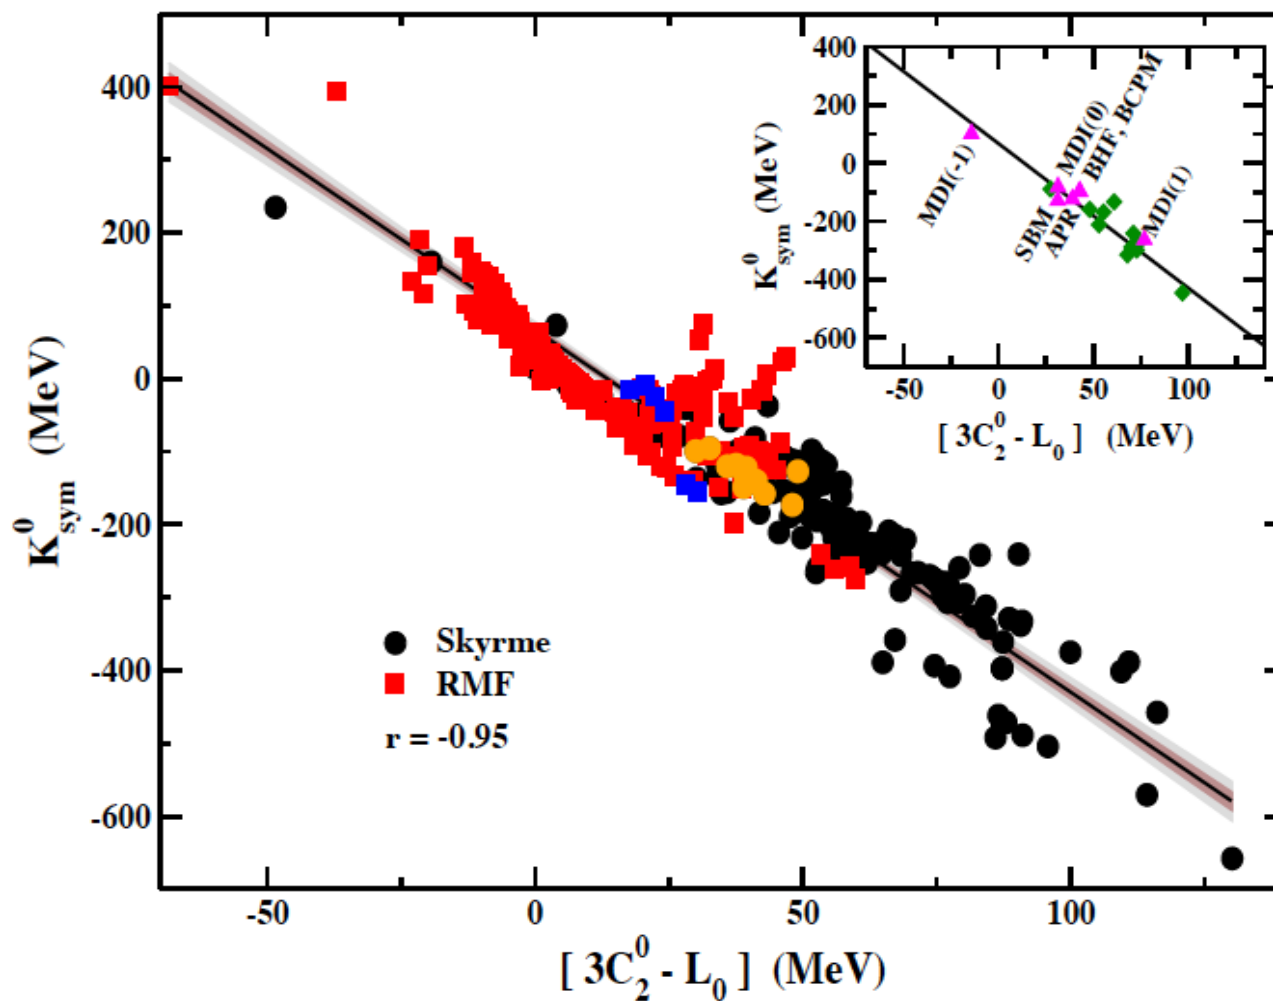 400
200
0
-200
-400
-600
K⁰sym (MeV)
-50 0 50 100
[ 3C₂⁰ - L₀ ] (MeV)
Skyrme
RMF
r = -0.95
400
200
0
-200
-400
-600
K⁰sym (MeV)
MDI(-1)
SBM
APR
MDI(0)
BHF, BCPM
MDI(1)
-50 0 50 100
[ 3C₂⁰ - L₀ ] (MeV)